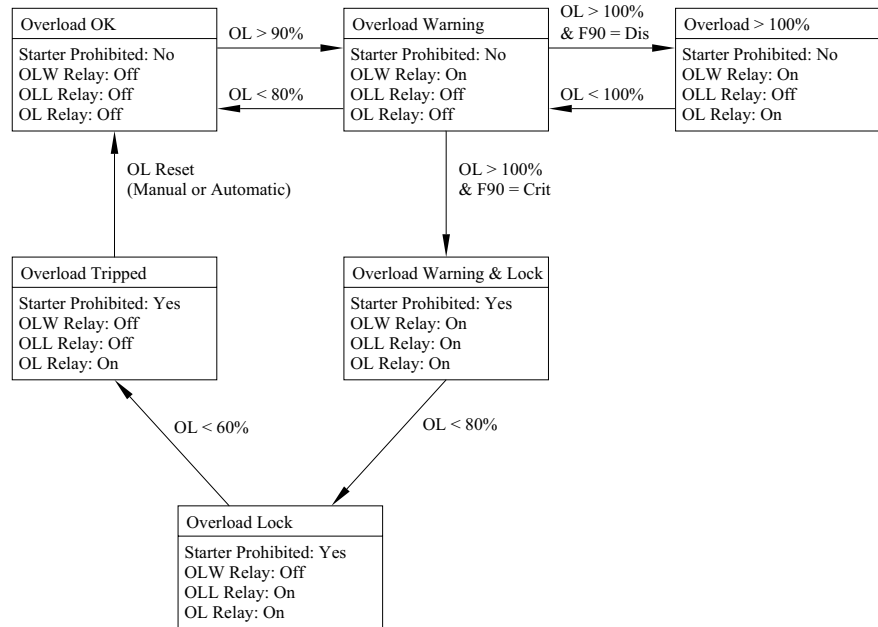 Overload OK
Starter Prohibited: No
OLW Relay: Off
OLL Relay: Off
OL Relay: Off
OL > 90%
OL < 80%
Overload Warning
Starter Prohibited: No
OLW Relay: On
OLL Relay: Off
OL Relay: Off
OL > 100%
& F90 = Dis
OL < 100%
Overload > 100%
Starter Prohibited: No
OLW Relay: On
OLL Relay: Off
OL Relay: On
OL Reset
(Manual or Automatic)
OL > 100%
& F90 = Crit
Overload Tripped
Starter Prohibited: Yes
OLW Relay: Off
OLL Relay: Off
OL Relay: On
Overload Warning & Lock
Starter Prohibited: Yes
OLW Relay: On
OLL Relay: On
OL Relay: On
OL < 60%
OL < 80%
Overload Lock
Starter Prohibited: Yes
OLW Relay: Off
OLL Relay: On
OL Relay: On